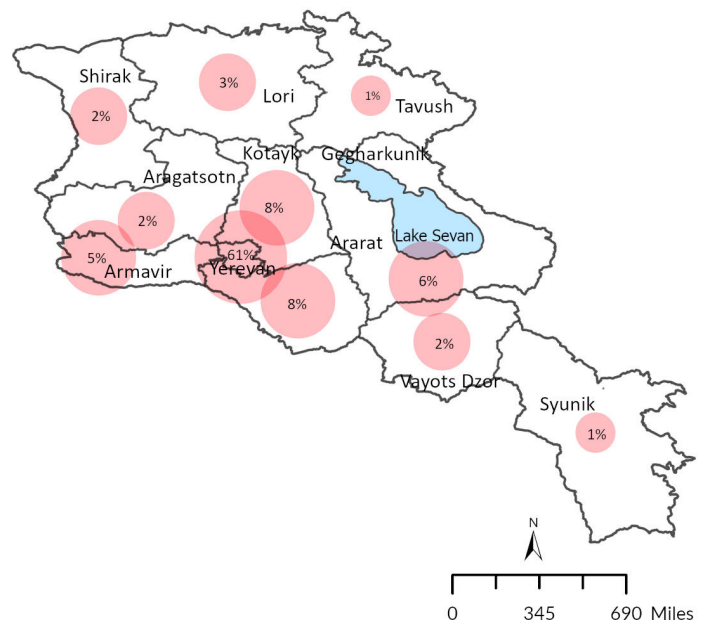 Shirak
2%
3%
Lori
1%
Tavush
Kotayk
Gegharkunik
Aragatsotn
8%
2%
Lake Sevan
Ararat
5%
Armavir
61%
Yerevan
8%
6%
2%
Vayots Dzor
Syunik
1%
N
0 345 690 Miles